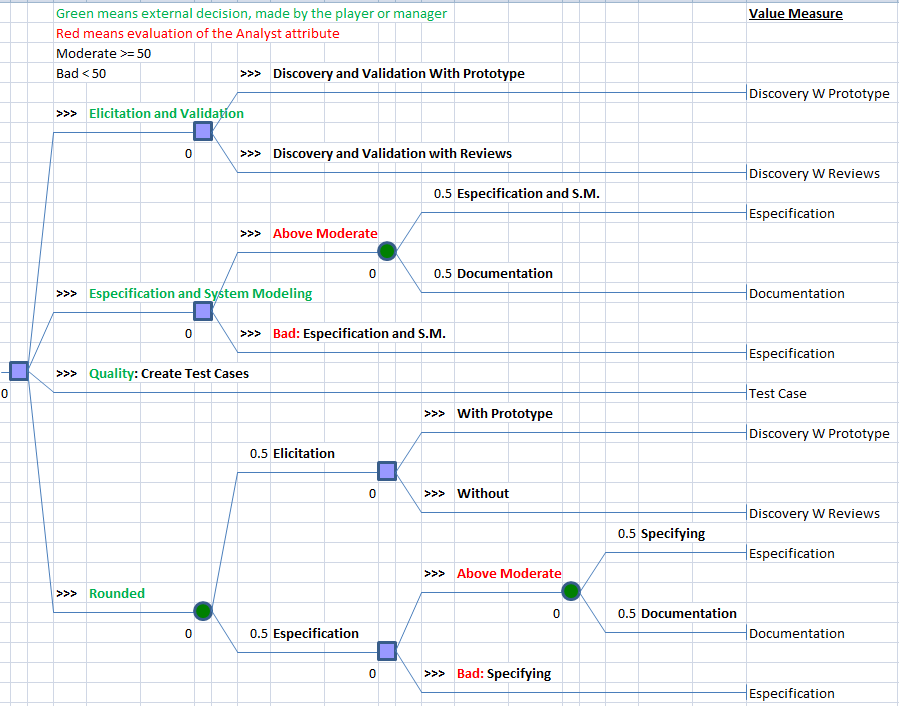 Green means external decision, made by the player or manager
Value Measure
Red means evaluation of the Analyst attribute
Moderate >= 50
Bad < 50
>>> Discovery and Validation With Prototype
Discovery W Prototype
>>> Elicitation and Validation
0
>>> Discovery and Validation with Reviews
Discovery W Reviews
0.5 Especification and S.M.
Especification
>>> Above Moderate
0
0.5 Documentation
Documentation
>>> Especification and System Modeling
0
>>> Bad: Especification and S.M.
Especification
>>> Quality: Create Test Cases
0
Test Case
>>> With Prototype
Discovery W Prototype
0.5 Elicitation
0
>>> Without
Discovery W Reviews
0.5 Specifying
Especification
>>> Above Moderate
>>> Rounded
0
0.5 Documentation
0
0.5 Especification
Documentation
0
>>> Bad: Specifying
Especification